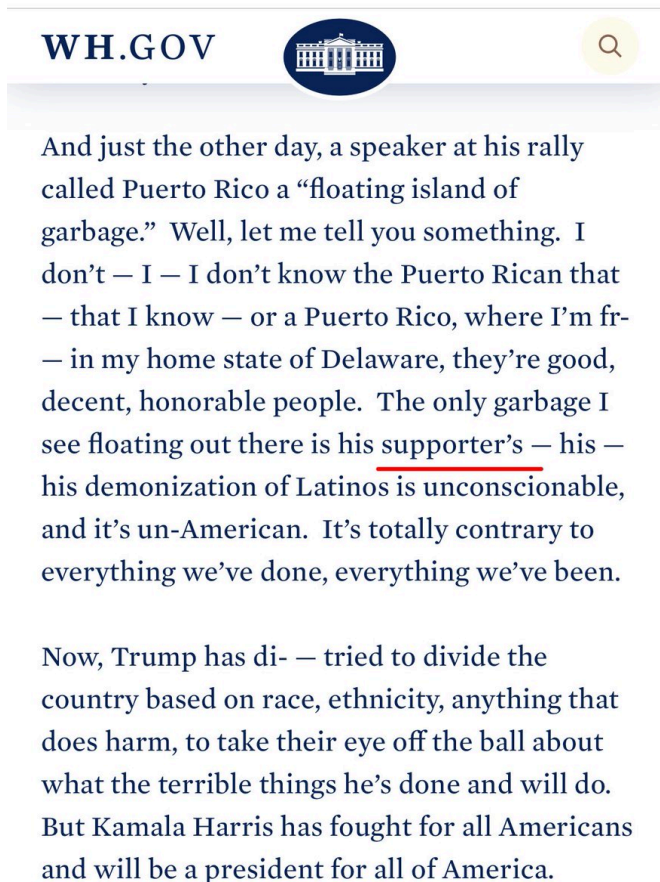 WH.GOV
And just the other day, a speaker at his rally
called Puerto Rico a “floating island of
garbage.”  Well, let me tell you something.  I
don’t — I — I don’t know the Puerto Rican that
— that I know — or a Puerto Rico, where I’m fr-
— in my home state of Delaware, they’re good,
decent, honorable people.  The only garbage I
see floating out there is his supporter’s — his —
his demonization of Latinos is unconscionable,
and it’s un-American.  It’s totally contrary to
everything we’ve done, everything we’ve been.
Now, Trump has di- — tried to divide the
country based on race, ethnicity, anything that
does harm, to take their eye off the ball about
what the terrible things he’s done and will do.
But Kamala Harris has fought for all Americans
and will be a president for all of America.